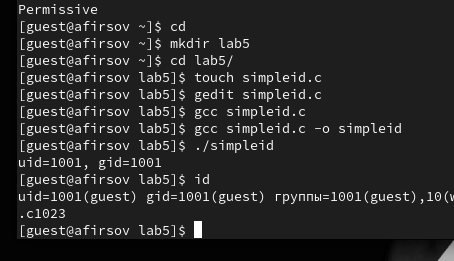 Permissive
[guest@afirsov ~]$ cd
[guest@afirsov ~]$ mkdir lab5
[guest@afirsov ~]$ cd lab5/
[guest@afirsov lab5]$ touch simpleid.c
[guest@afirsov lab5]$ gedit simpleid.c
[guest@afirsov lab5]$ gcc simpleid.c
[guest@afirsov lab5]$ gcc simpleid.c -o simpleid
[guest@afirsov lab5]$ ./simpleid
uid=1001, gid=1001
[guest@afirsov lab5]$ id
uid=1001(guest) gid=1001(guest) группы=1001(guest),10(w
.c1023
[guest@afirsov lab5]$